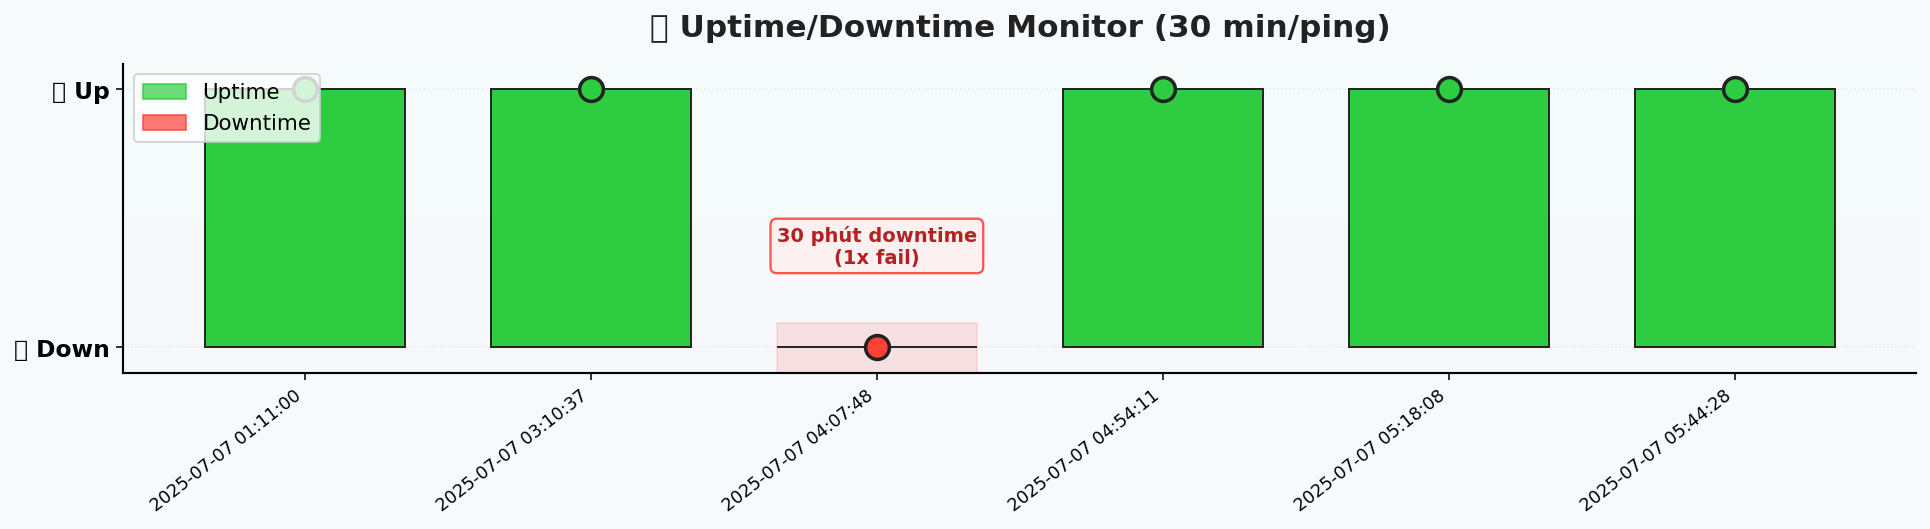 Uptime/Downtime Monitor (30 min/ping)
Up
Uptime
Downtime
30 phút downtime
(1x fail)
Down
2025-07-07 01:11:00
2025-07-07 03:10:37
2025-07-07 04:07:48
2025-07-07 04:54:11
2025-07-07 05:18:08
2025-07-07 05:44:28